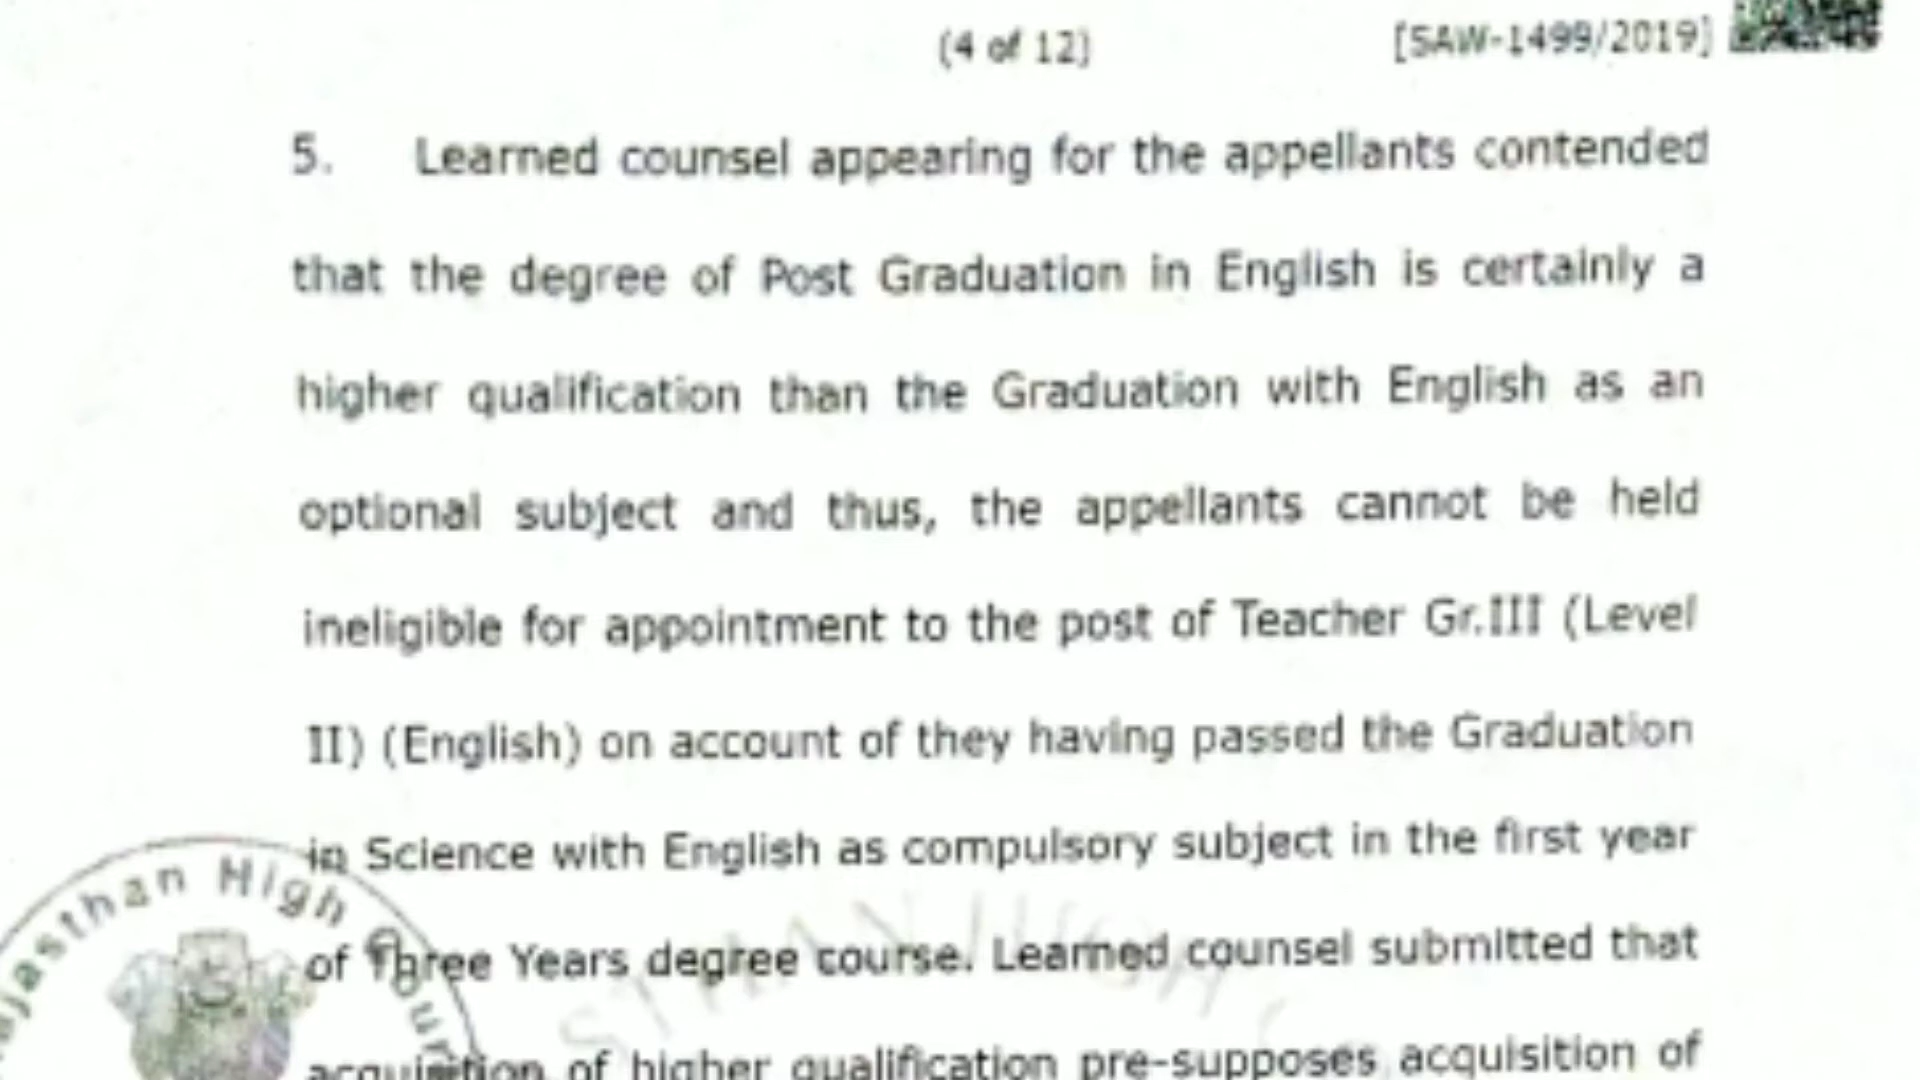 (4 of 12)
[SAW-1499/2019]
5. Learned counsel appearing for the appellants contended
that the degree of Post Graduation in English is certainly a
higher qualification than the Graduation with English as an
optional subject and thus, the appellants cannot be held
ineligible for appointment to the post of Teacher Gr.III (Level
II) (English) on account of they having passed the Graduation
in Science with English as compulsory subject in the first year
of Three Years degree course. Learned counsel submitted that
acquisition of higher qualification pre-supposes acquisition of
High